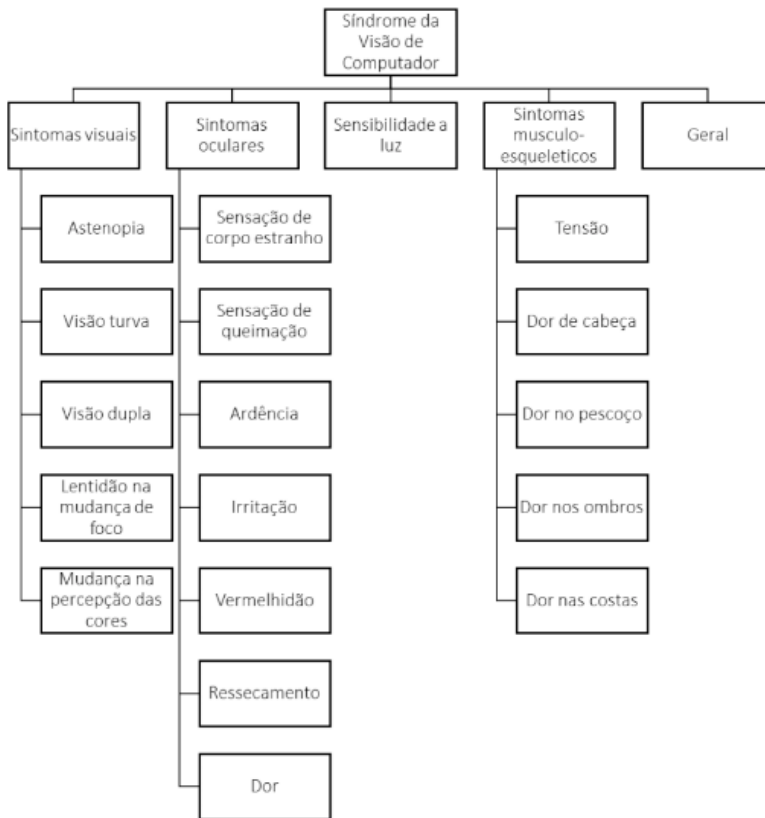 Síndrome da
Visão de
Computador
Sintomas visuais
Sintomas
oculares
Sensibilidade a
luz
Sintomas
musculo-
esqueleticos
Geral
Astenopia
Visão turva
Visão dupla
Lentidão na
mudança de
foco
Mudança na
percepção das
cores
Sensação de
corpo estranho
Sensação de
queimação
Ardência
Irritação
Vermelhidão
Ressecamento
Dor
Tensão
Dor de cabeça
Dor no pescoço
Dor nos ombros
Dor nas costas